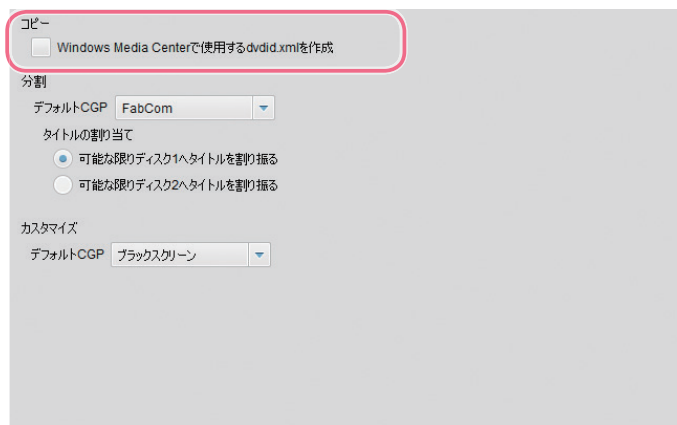 コピー
Windows Media Centerで使用するdvdid.xmlを作成
分割
デフォルトCGP FabCom
タイトルの割り当て
可能な限りディスク1へタイトルを割り振る
可能な限りディスク2へタイトルを割り振る
カスタマイズ
デフォルトCGP ブラックスクリーン